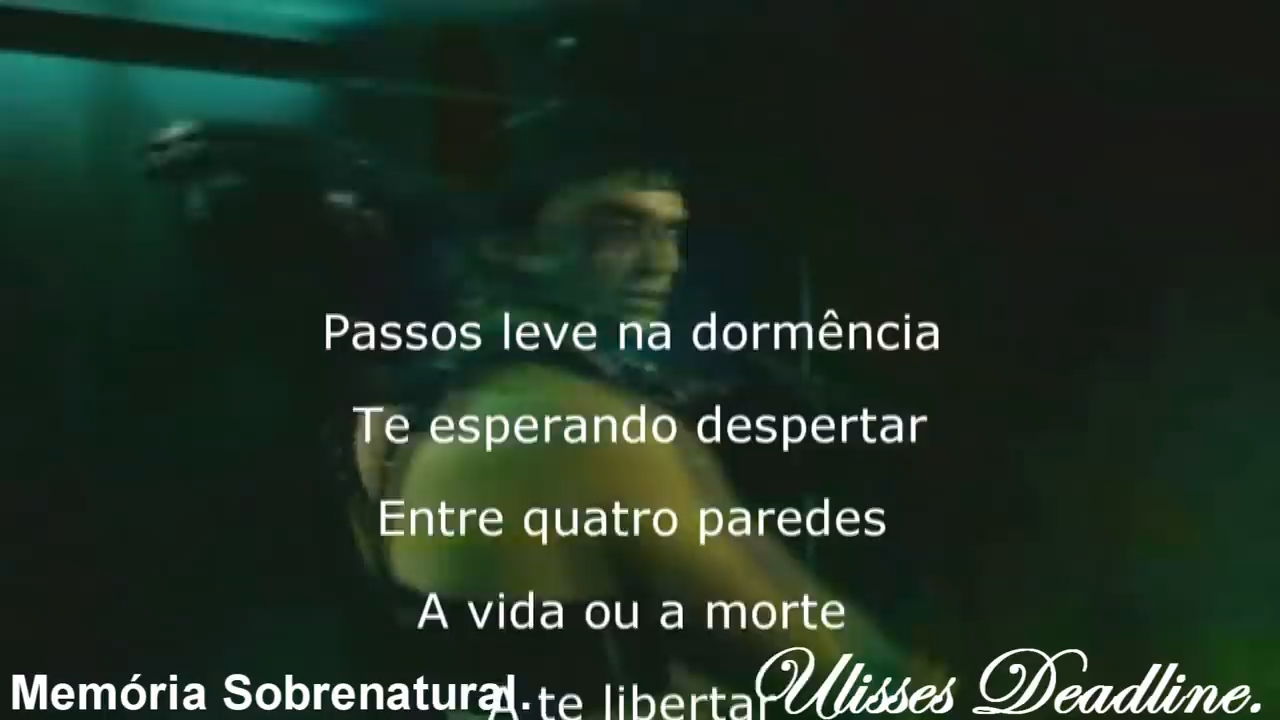 Passos leve na dormência
Te esperando despertar
Entre quatro paredes
A vida ou a morte
A te libertar
Memória Sobrenatural.
Ulisses Deadline.